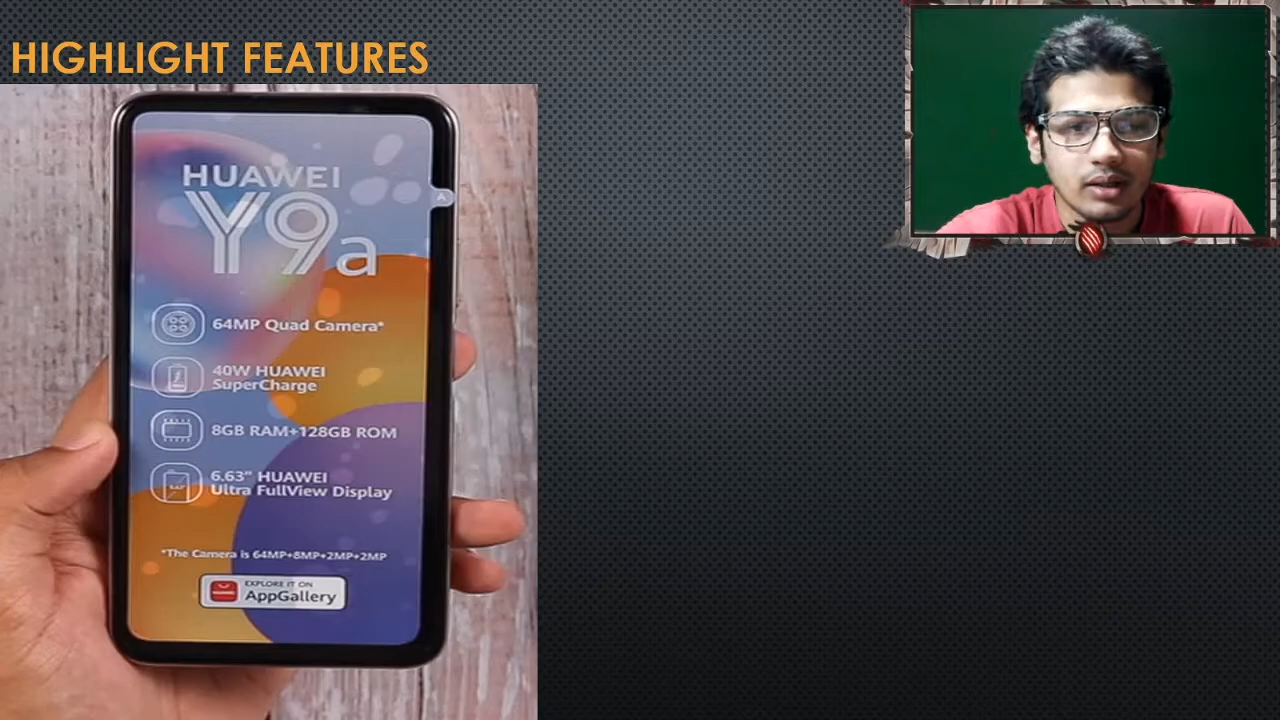 HIGHLIGHT FEATURES
HUAWEI
Y9a
A
64MP Quad Camera*
40W HUAWEI
SuperCharge
8GB RAM+128GB ROM
6.63" HUAWEI
Ultra FullView Display
*The Camera is 64MP+8MP+2MP+2MP
EXPLORE IT ON
AppGallery